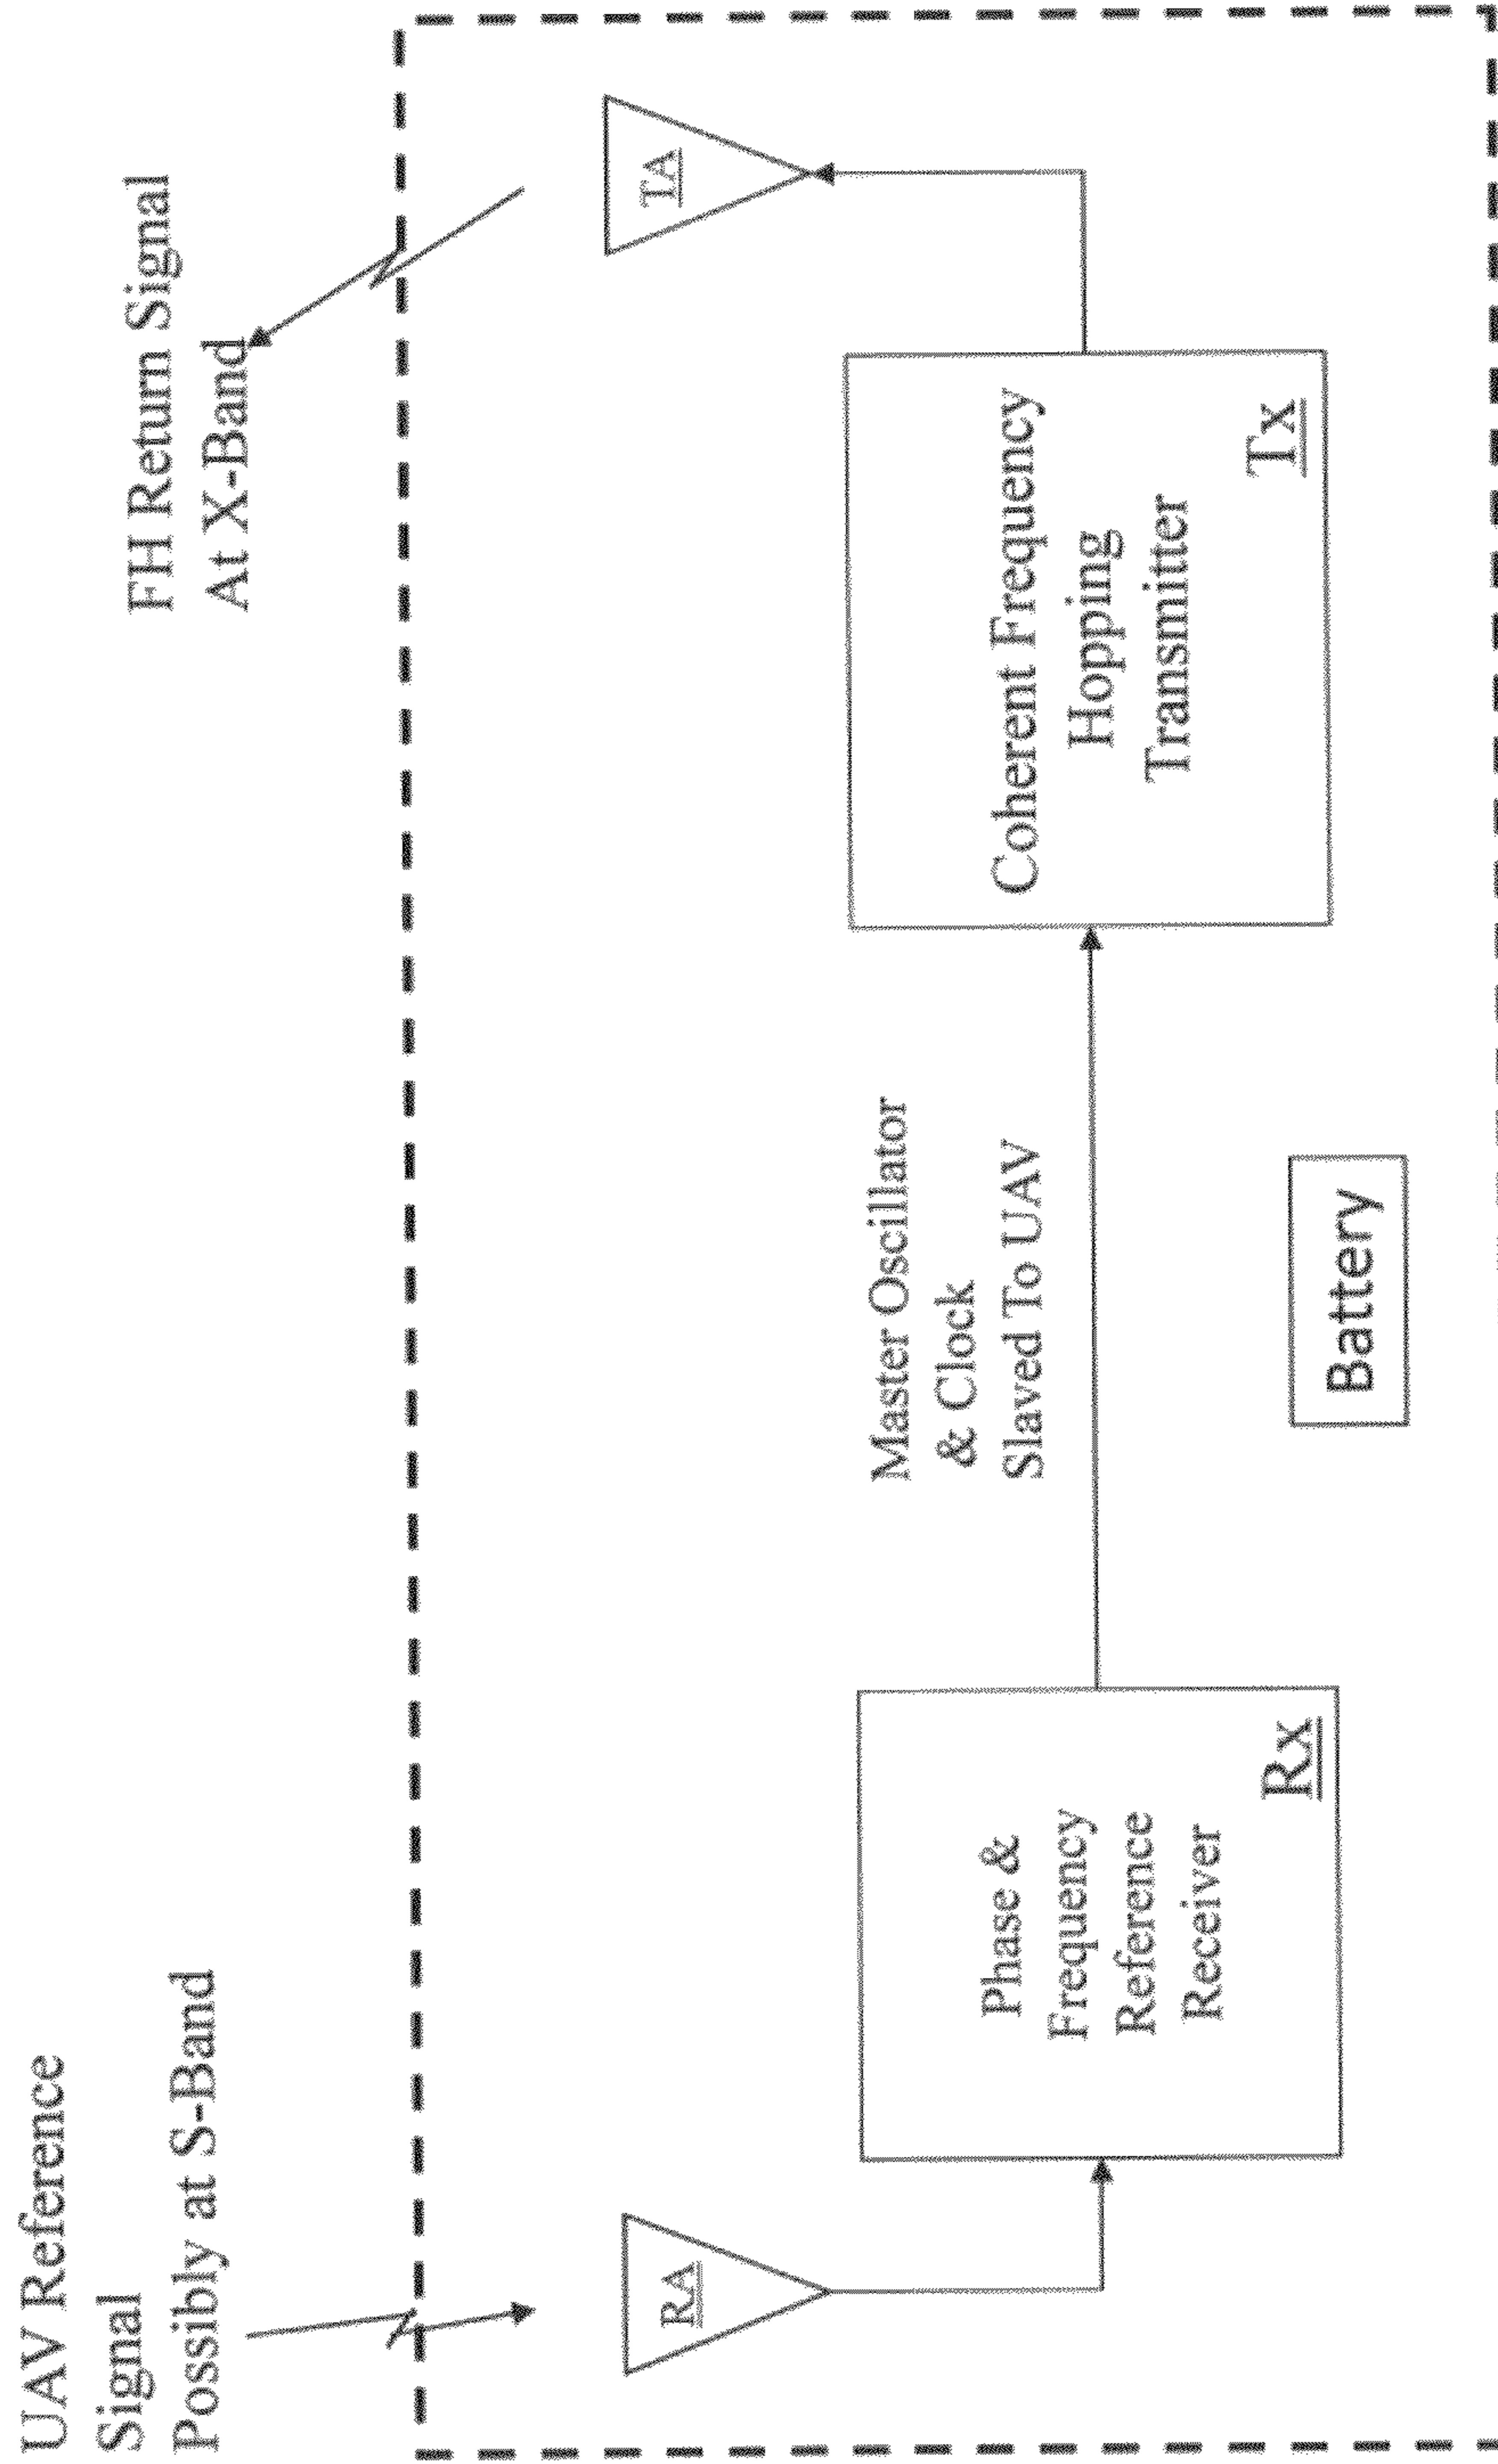 UAV Reference
Signal
Possibly at S-Band
FH Return Signal
At X-Band
RA
TA
Phase &
Frequency
Reference
Receiver
Rx
Master Oscillator
& Clock
Slaved To UAV
Coherent Frequency
Hopping
Transmitter
Tx
Battery